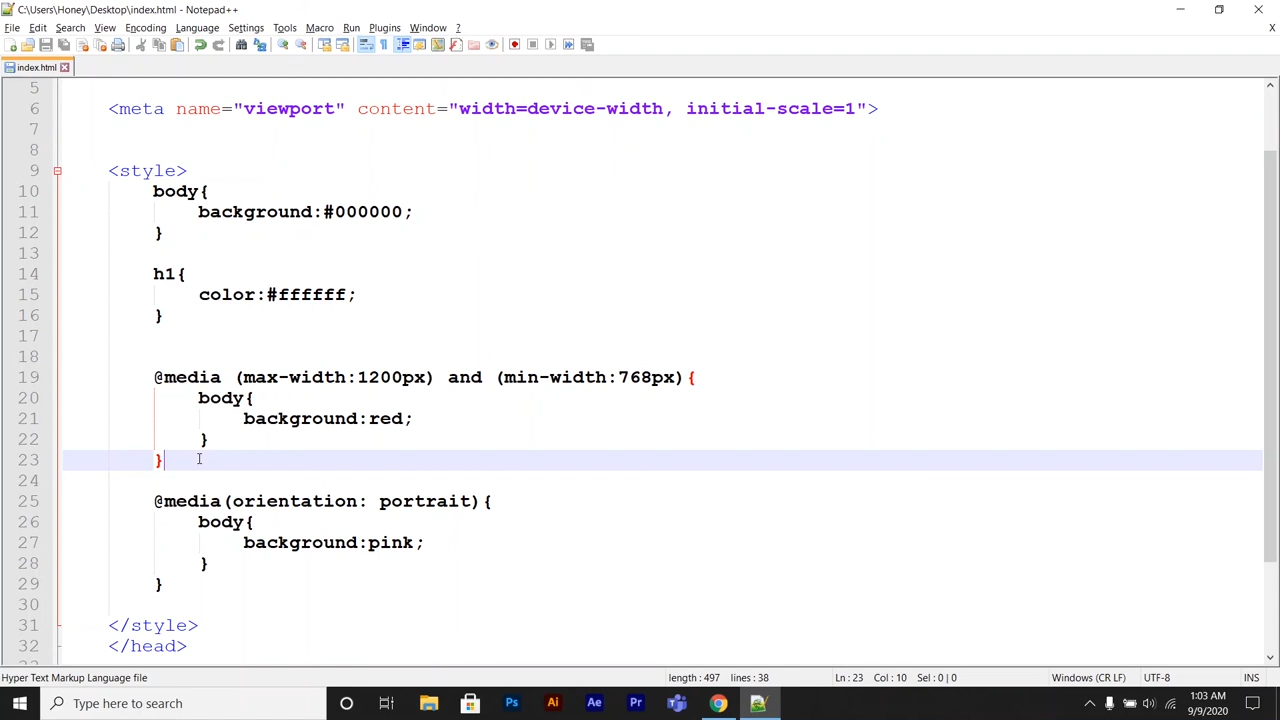 C:\Users\Honey\Desktop\index.html - Notepad++
File Edit Search View Encoding Language Settings Tools Macro Run Plugins Window ? X
index.html
5
6 <meta name="viewport" content="width=device-width, initial-scale=1">
7
8
9 <style>
10 body{
11 background:#000000;
12 }
13
14 h1{
15 color:#ffffff;
16 }
17
18
19 @media (max-width:1200px) and (min-width:768px){
20 body{
21 background:red;
22 }
23 }
24
25 @media(orientation: portrait){
26 body{
27 background:pink;
28 }
29 }
30
31 </style>
32 </head>
Hyper Text Markup Language file length : 497 lines : 38 Ln : 23 Col : 10 Sel : 0 | 0 Windows (CR LF) UTF-8 INS
Type here to search Ps Ai Ae Pr 1:03 AM
9/9/2020